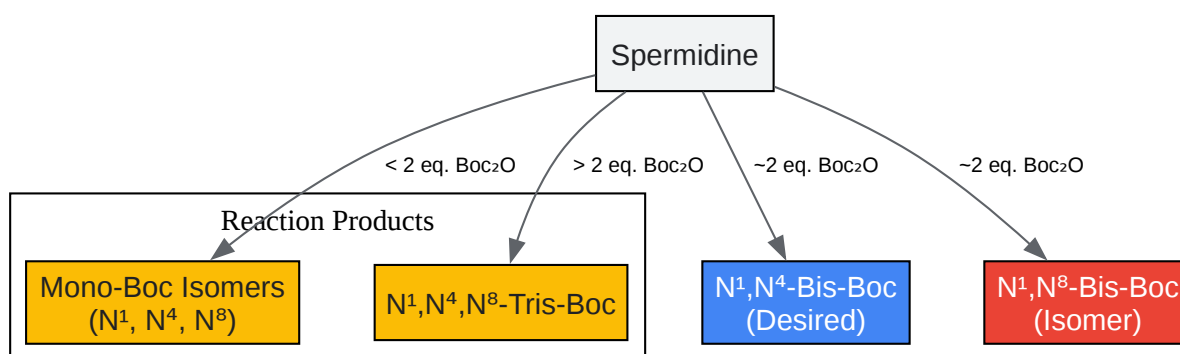 Spermidine
< 2 eq. Boc₂O
> 2 eq. Boc₂O
~2 eq. Boc₂O
~2 eq. Boc₂O
Reaction Products
Mono-Boc Isomers
(N¹, N⁴, N⁸)
N¹,N⁴,N⁸-Tris-Boc
N¹,N⁴-Bis-Boc
(Desired)
N¹,N⁸-Bis-Boc
(Isomer)